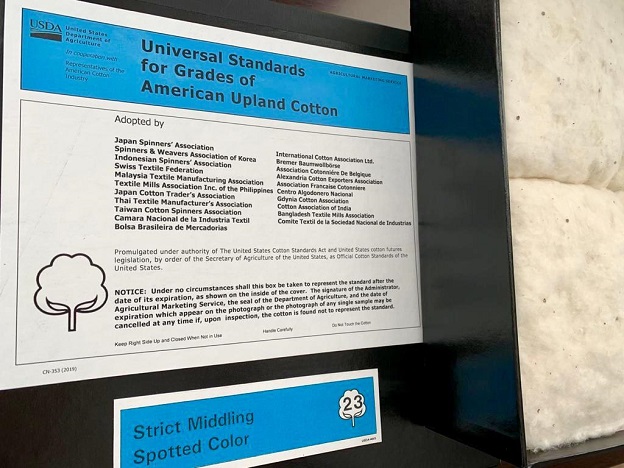 USDA
United States
Department of
Agriculture
In cooperation with
Representatives of the
American Cotton
Industry
Universal Standards
for Grades of
American Upland Cotton
AGRICULTURAL MARKETING SERVICE
Adopted by
Japan Spinners' Association
Spinners & Weavers Association of Korea
Indonesian Spinners' Association
Swiss Textile Federation
Malaysia Textile Manufacturing Association
Textile Mills Association Inc. of the Philippines
Japan Cotton Trader's Association
Thai Textile Manufacturer's Association
Taiwan Cotton Spinners Association
Camara Nacional de la Industria Textil
Bolsa Brasileira de Mercadorias
International Cotton Association Ltd.
Bremer Baumwollbörse
Association Cotonnière De Belgique
Alexandria Cotton Exporters Association
Association Francaise Cotonniere
Centro Algodonero Nacional
Gdynia Cotton Association
Cotton Association of India
Bangladesh Textile Mills Association
Comite Textil de la Sociedad Nacional de Industrias
Promulgated under authority of The United States Cotton Standards Act and United States cotton futures
legislation, by order of the Secretary of Agriculture of the United States, as Official Cotton Standards of the
United States.
NOTICE: Under no circumstances shall this box be taken to represent the standard after the
date of its expiration, as shown on the inside of the cover. The signature of the Administrator,
Agricultural Marketing Service, the seal of the Department of Agriculture, and the date of
expiration which appear on the photograph or the photograph of any single sample may be
cancelled at any time if, upon inspection, the cotton is found not to represent the standard.
Keep Right Side Up and Closed When Not in Use
Handle Carefully
Do Not Touch the Cotton
CN-353 (2019)
Strict Middling
Spotted Color
23